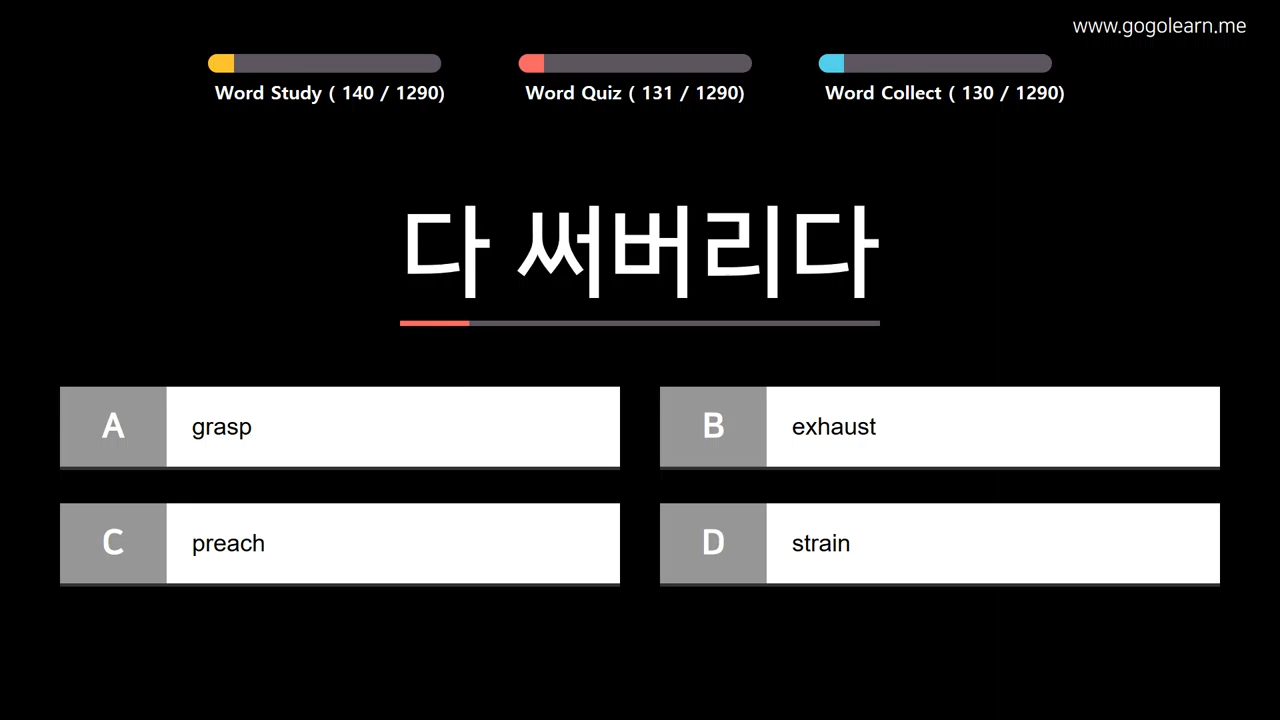 www.gogolearn.me
Word Study ( 140 / 1290)
Word Quiz ( 131 / 1290)
Word Collect ( 130 / 1290)
다 써버리다
A grasp
B exhaust
C preach
D strain